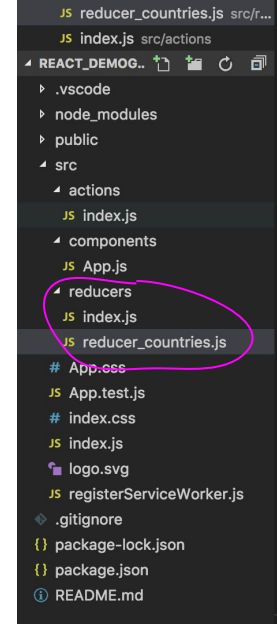 JS reducer_countries.js src/r...
JS index.js src/actions
REACT_DEMOG..
.vscode
node_modules
public
src
actions
JS index.js
components
JS App.js
reducers
JS index.js
JS reducer_countries.js
# App.css
JS App.test.js
# index.css
JS index.js
logo.svg
JS registerServiceWorker.js
.gitignore
{} package-lock.json
{} package.json
README.md